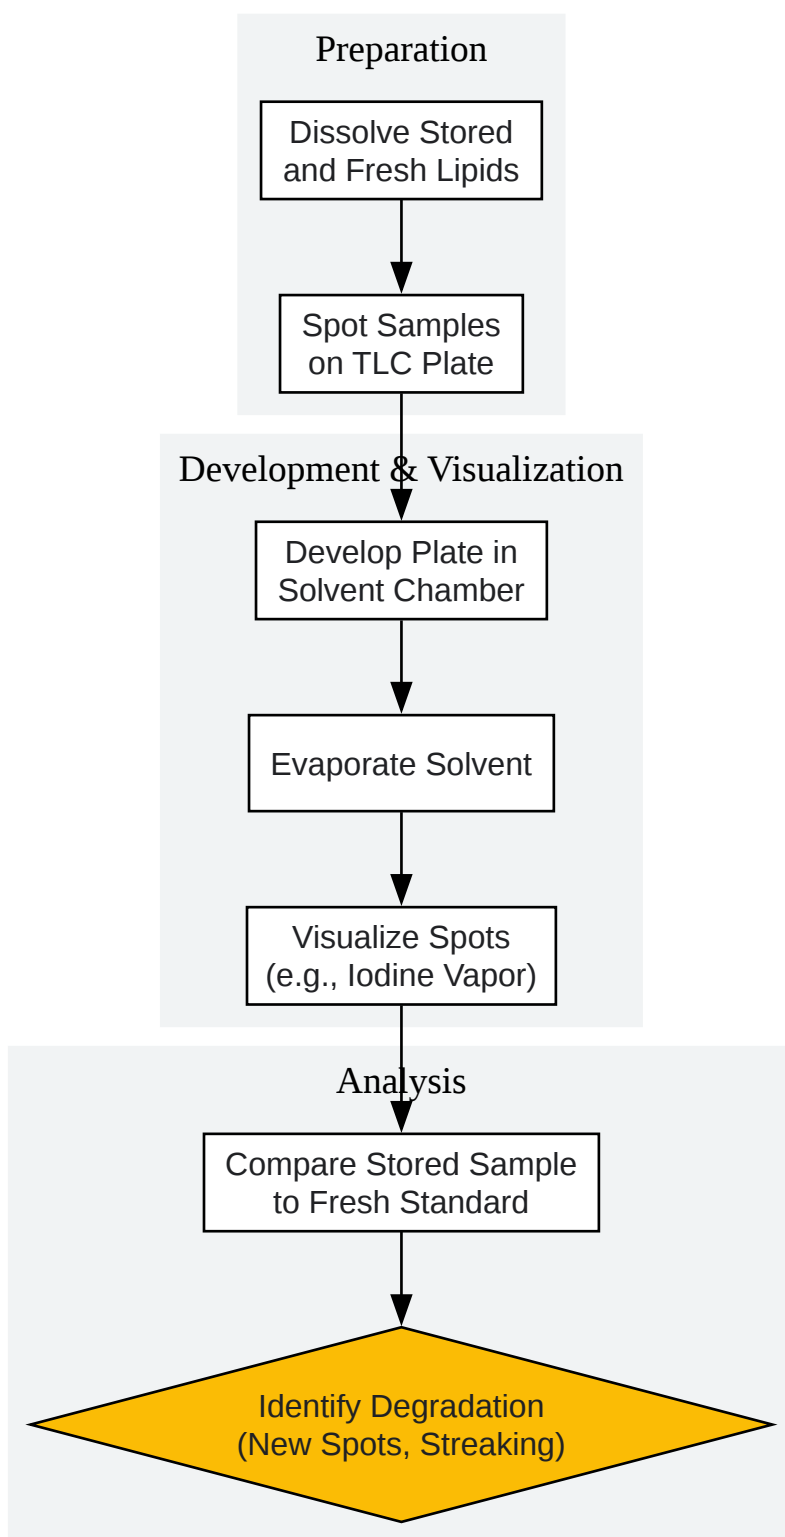 Preparation
Dissolve Stored
and Fresh Lipids
Spot Samples
on TLC Plate
Development & Visualization
Develop Plate in
Solvent Chamber
Evaporate Solvent
Visualize Spots
(e.g., Iodine Vapor)
Analysis
Compare Stored Sample
to Fresh Standard
Identify Degradation
(New Spots, Streaking)